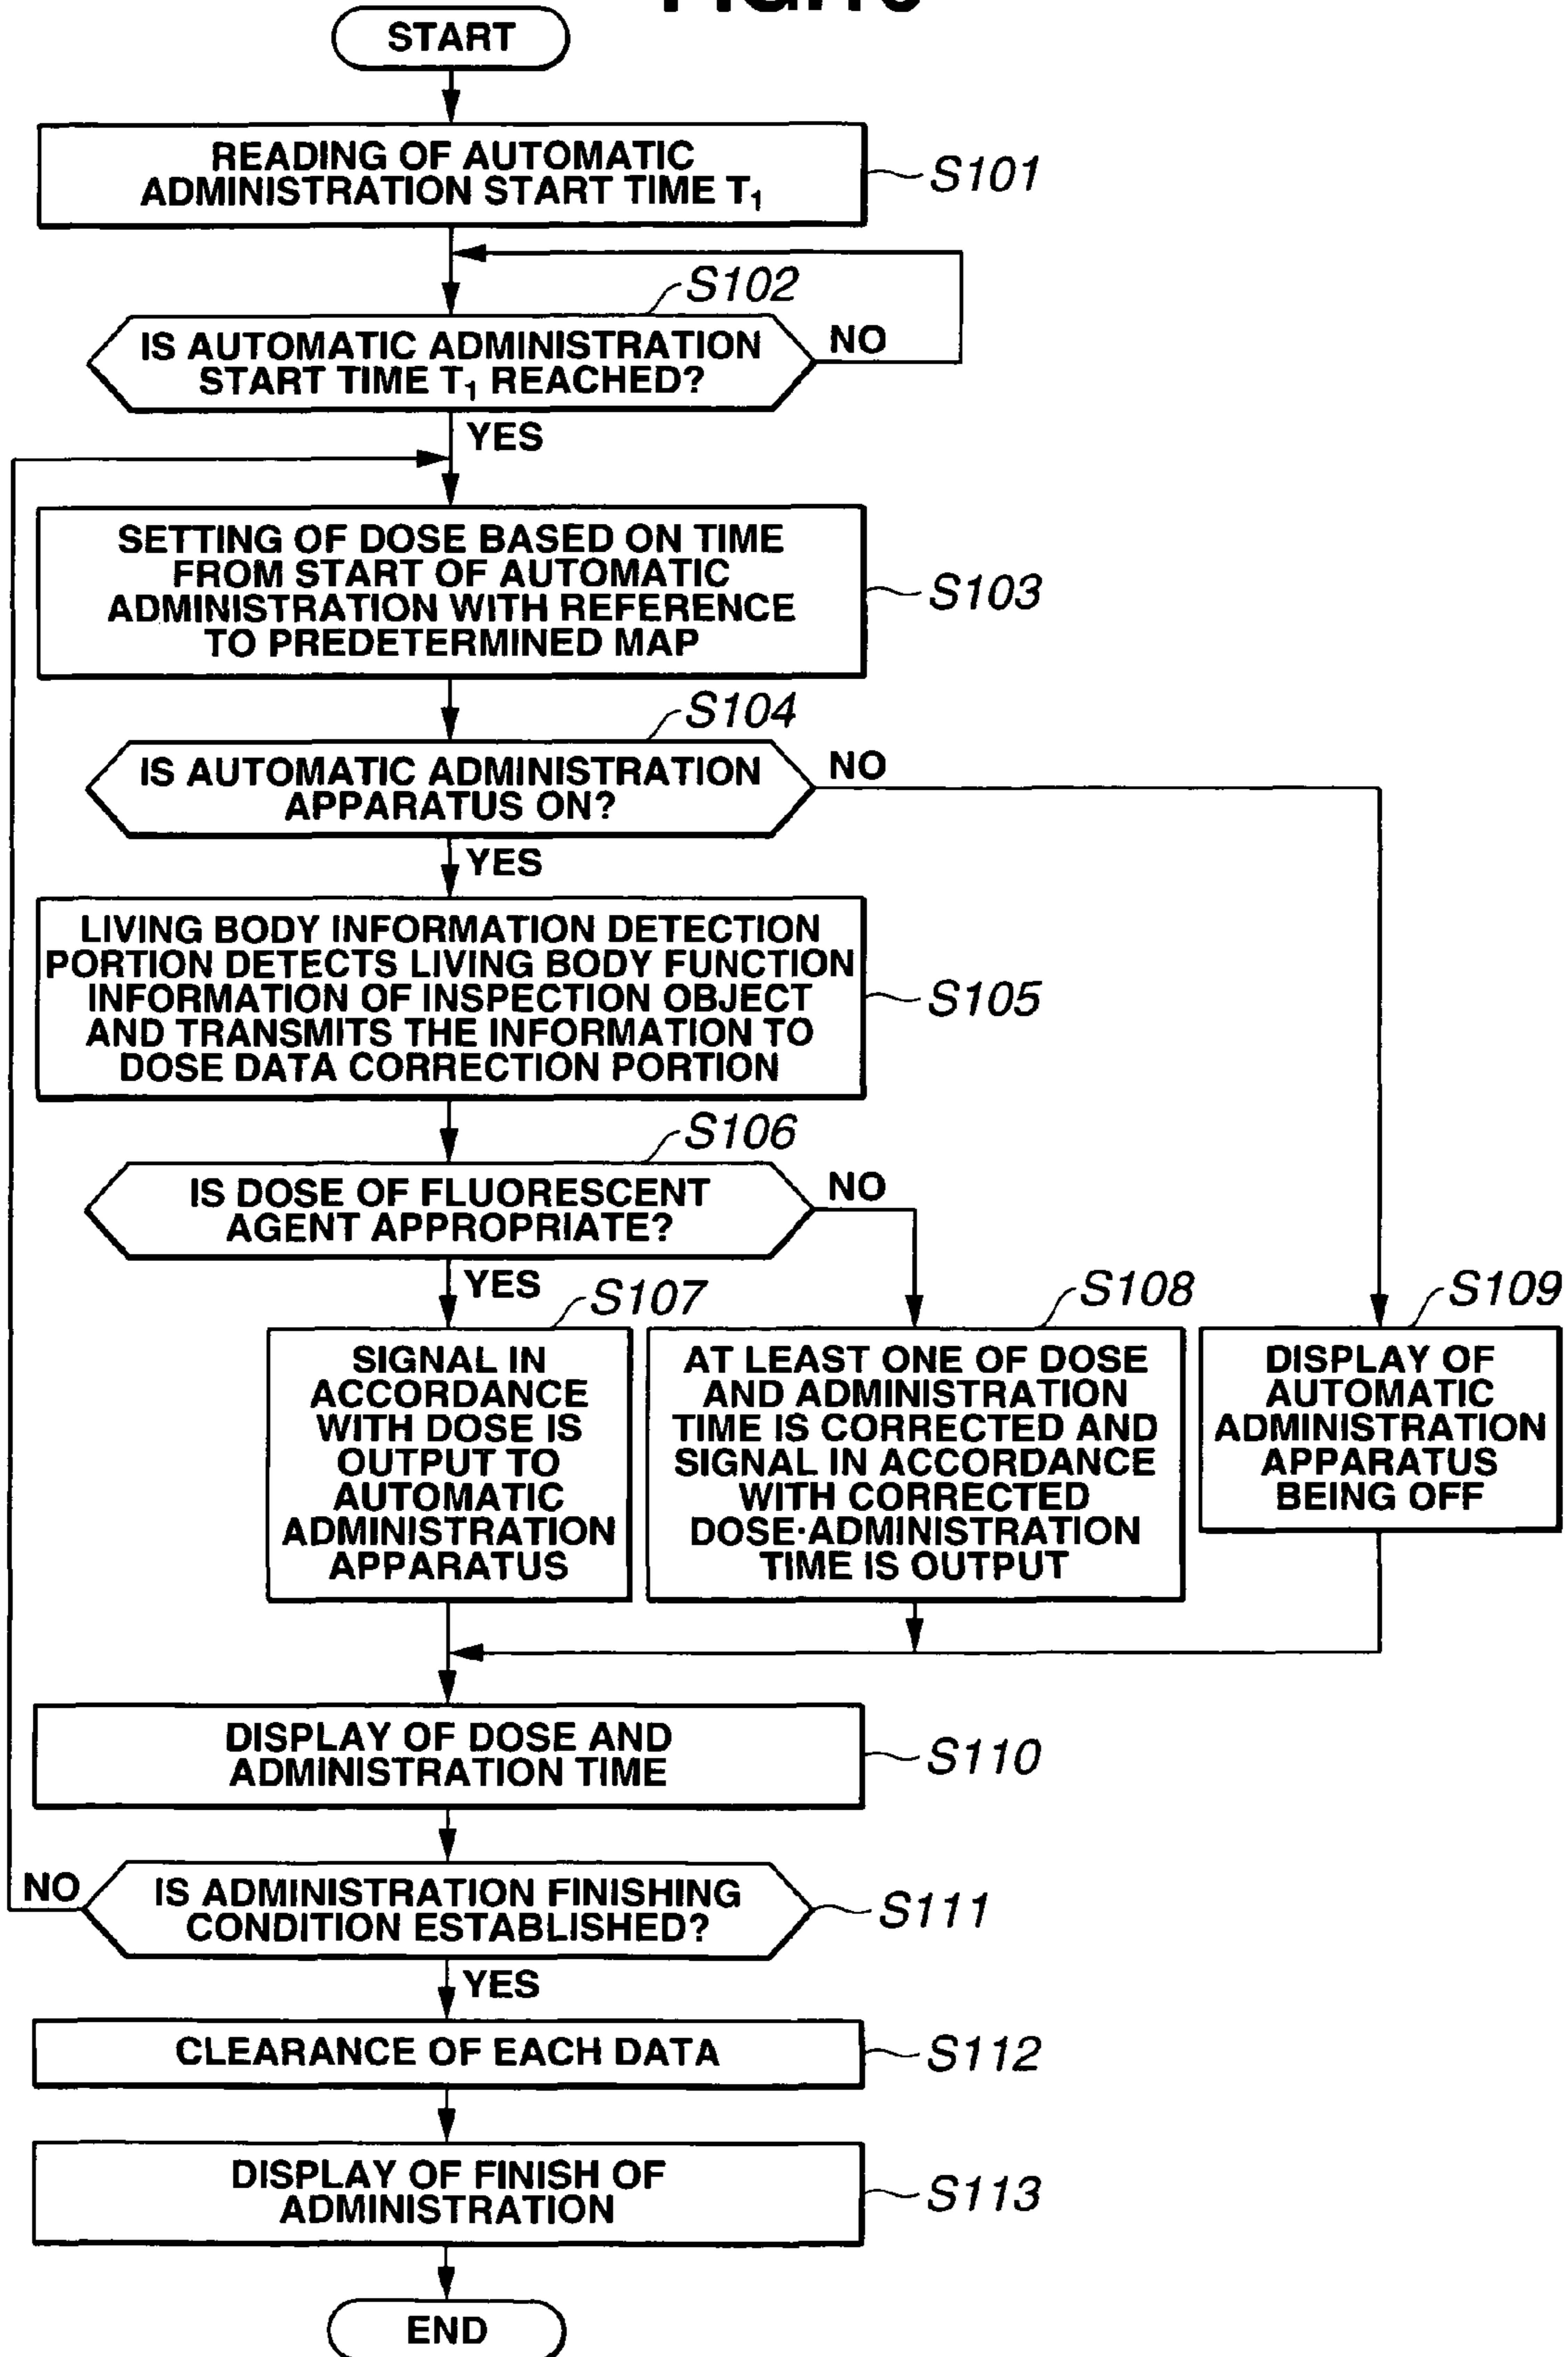 START
READING OF AUTOMATIC
ADMINISTRATION START TIME T₁
S101
S102
IS AUTOMATIC ADMINISTRATION
START TIME T₁ REACHED?
NO
YES
SETTING OF DOSE BASED ON TIME
FROM START OF AUTOMATIC
ADMINISTRATION WITH REFERENCE
TO PREDETERMINED MAP
S103
S104
IS AUTOMATIC ADMINISTRATION
APPARATUS ON?
NO
YES
LIVING BODY INFORMATION DETECTION
PORTION DETECTS LIVING BODY FUNCTION
INFORMATION OF INSPECTION OBJECT
AND TRANSMITS THE INFORMATION TO
DOSE DATA CORRECTION PORTION
S105
S106
IS DOSE OF FLUORESCENT
AGENT APPROPRIATE?
NO
YES
S107
SIGNAL IN
ACCORDANCE
WITH DOSE IS
OUTPUT TO
AUTOMATIC
ADMINISTRATION
APPARATUS
S108
AT LEAST ONE OF DOSE
AND ADMINISTRATION
TIME IS CORRECTED AND
SIGNAL IN ACCORDANCE
WITH CORRECTED
DOSE·ADMINISTRATION
TIME IS OUTPUT
S109
DISPLAY OF
AUTOMATIC
ADMINISTRATION
APPARATUS
BEING OFF
DISPLAY OF DOSE AND
ADMINISTRATION TIME
S110
NO
IS ADMINISTRATION FINISHING
CONDITION ESTABLISHED?
S111
YES
CLEARANCE OF EACH DATA
S112
DISPLAY OF FINISH OF
ADMINISTRATION
S113
END